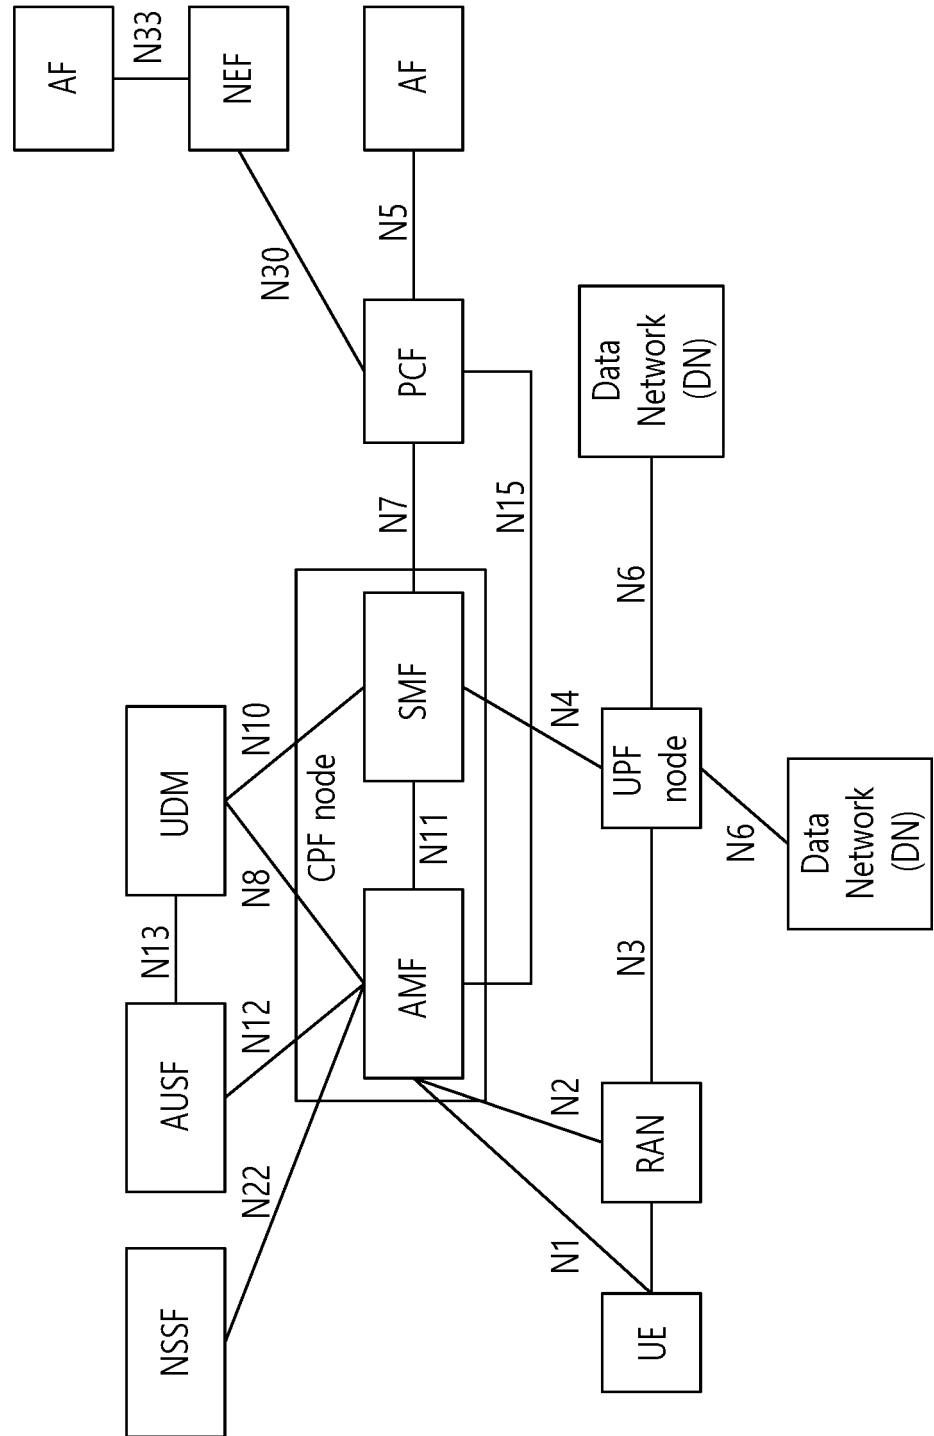 NSSF
AUSF
N13
UDM
AF
N33
NEF
N22
N12
N8
N10
N30
CPF node
AMF
N11
SMF
N7
PCF
N5
AF
N15
N1
N2
N4
UE
RAN
N3
UPF
node
N6
Data
Network
(DN)
N6
Data
Network
(DN)